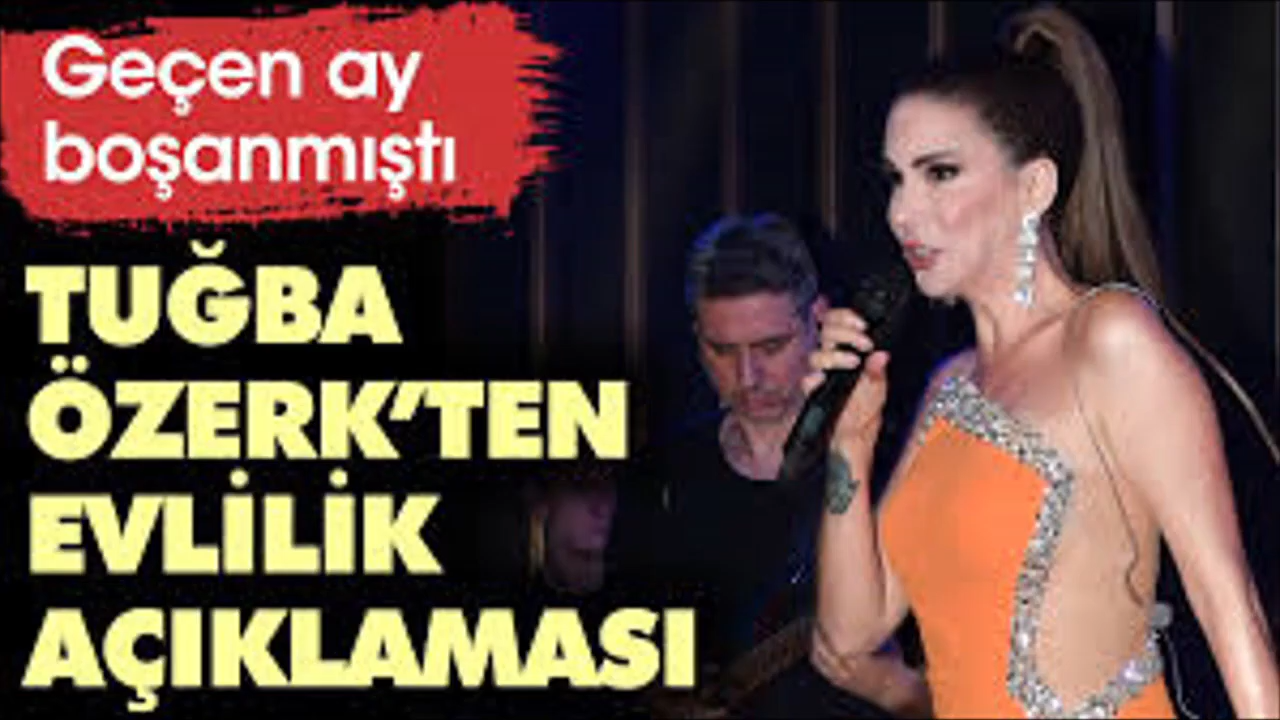 Geçen ay
boşanmıştı
TUĞBA
ÖZERK'TEN
EVLİLİK
AÇIKLAMASI